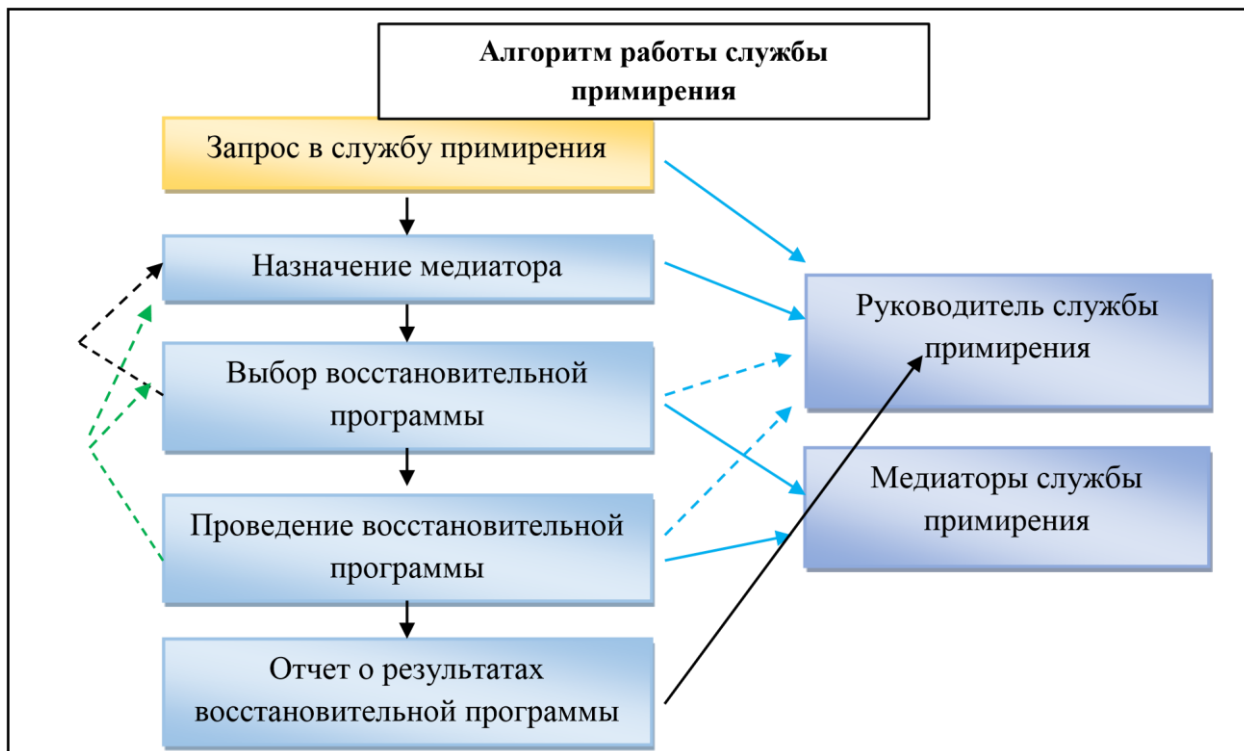 Алгоритм работы службы
примирения
Запрос в службу примирения
Назначение медиатора
Выбор восстановительной
программы
Проведение восстановительной
программы
Отчет о результатах
восстановительной программы
Руководитель службы
примирения
Медиаторы службы
примирения